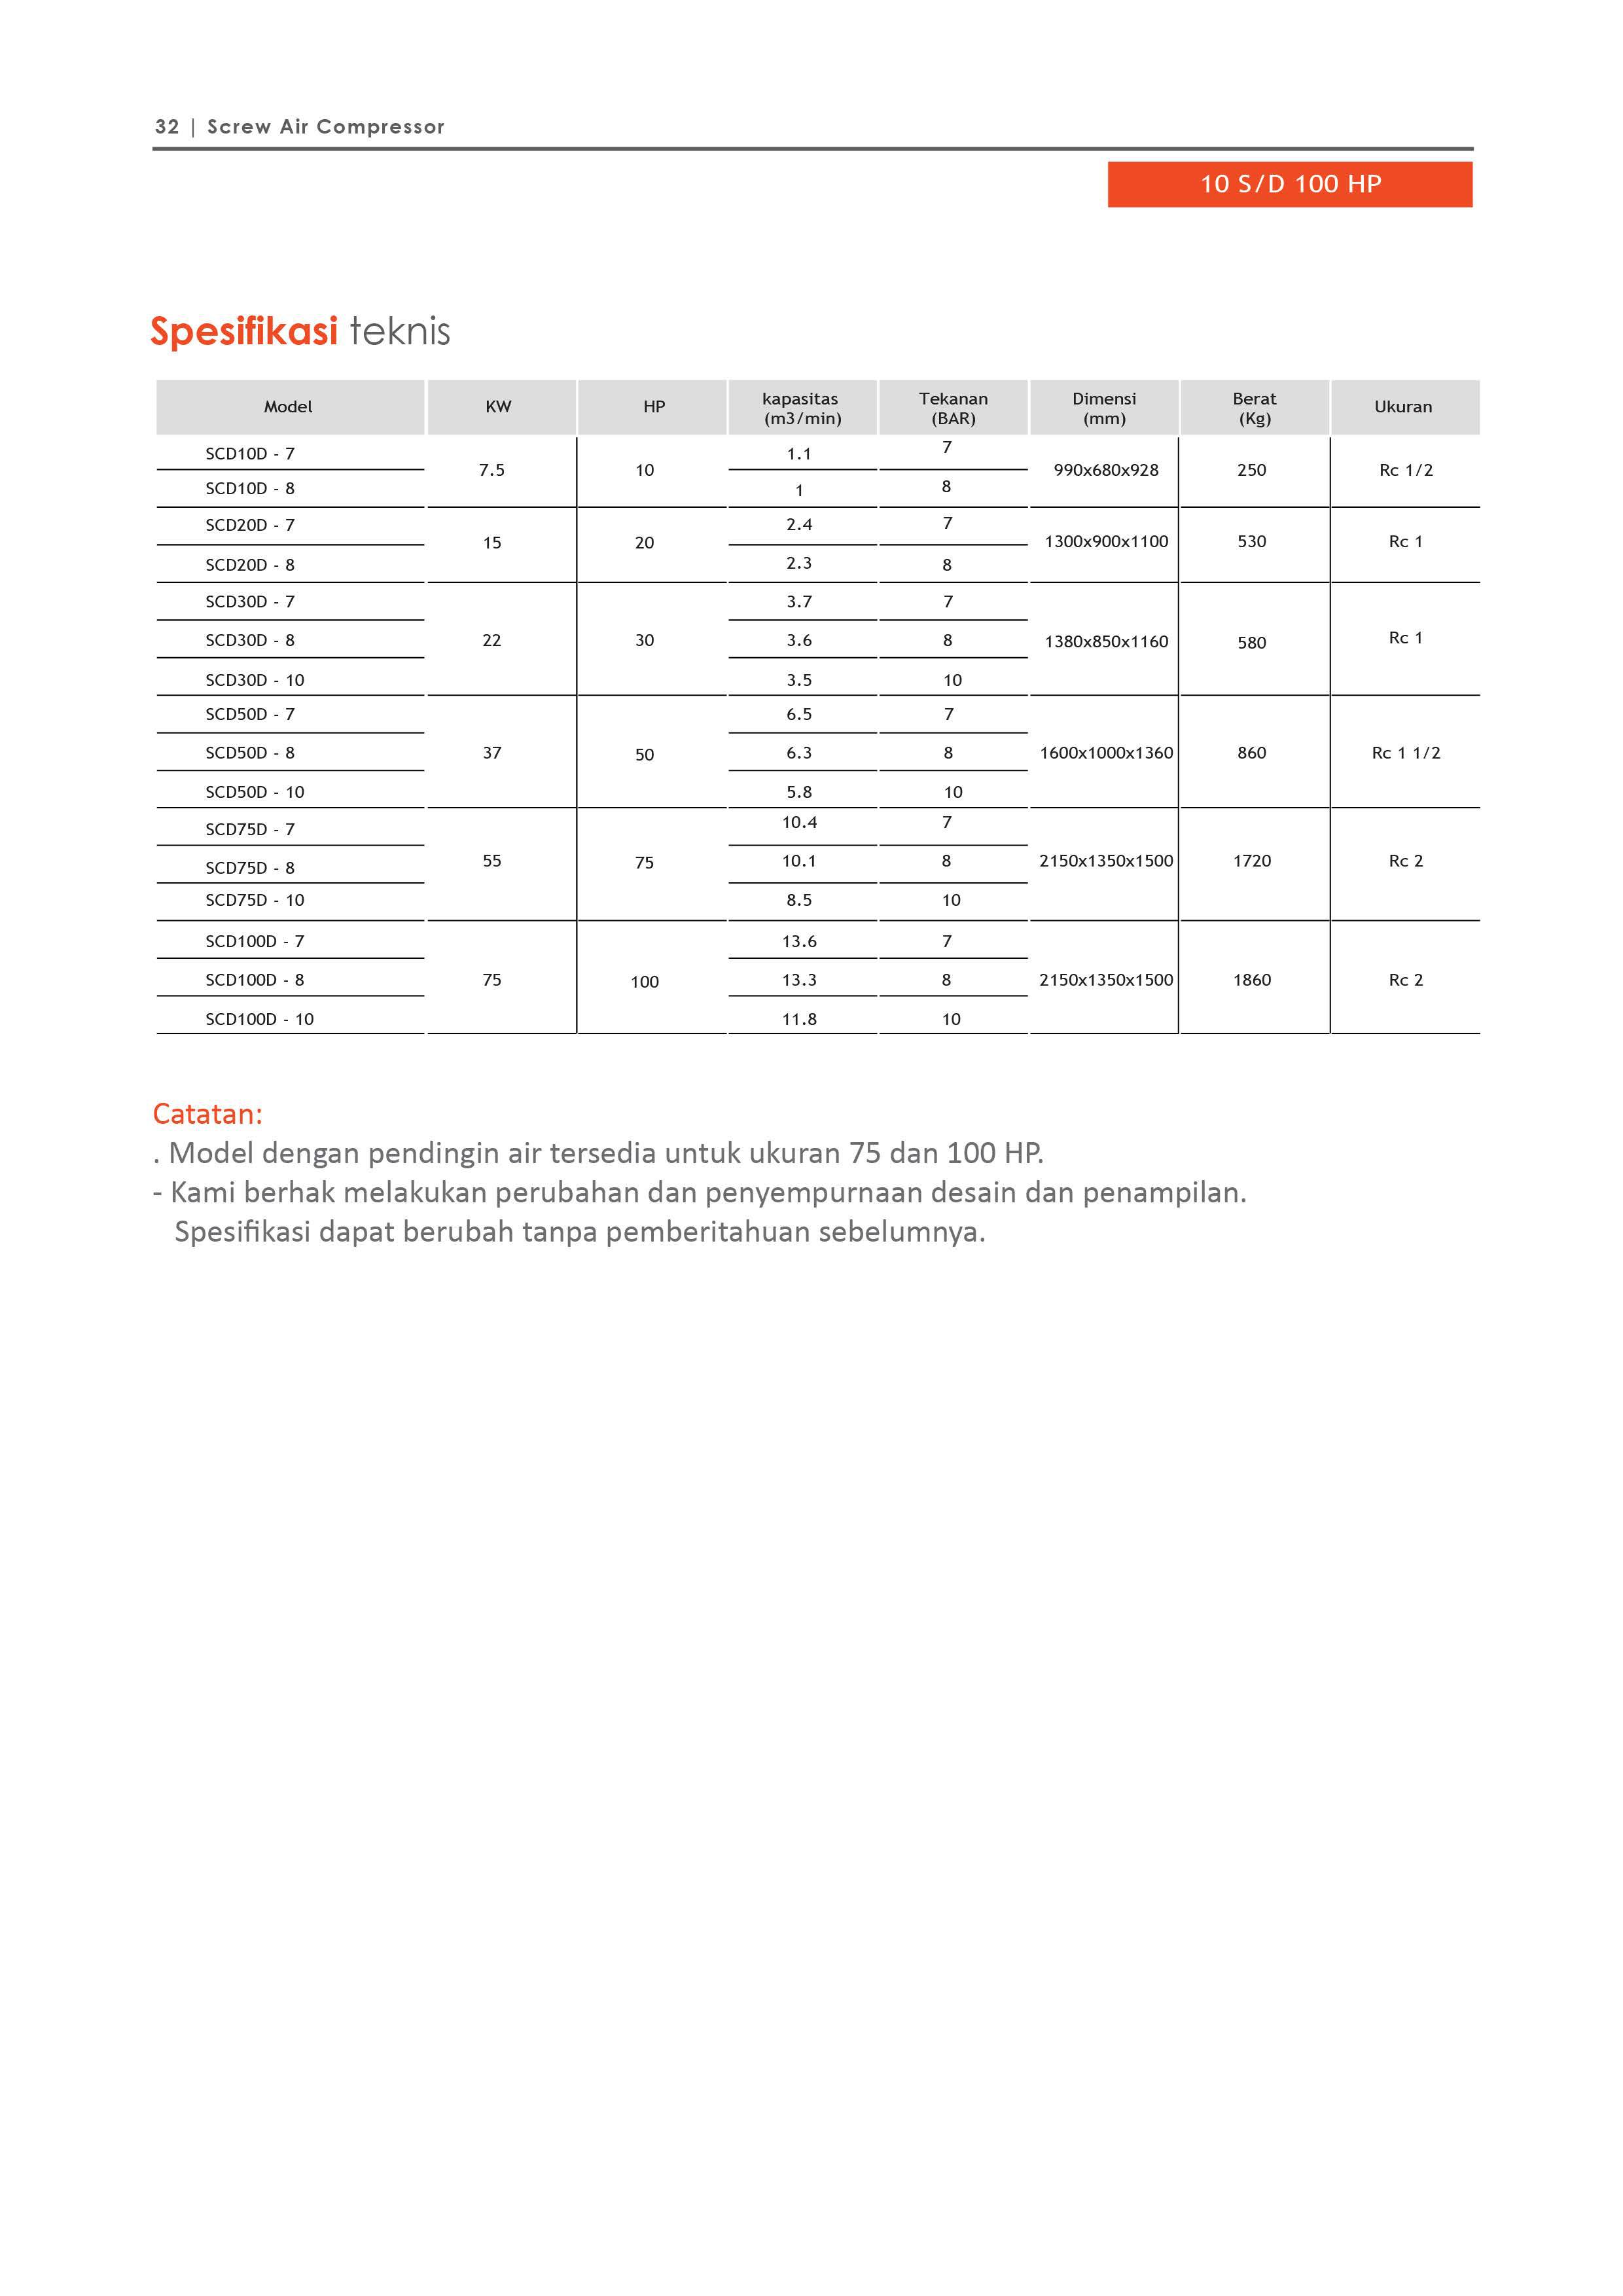 32 | Screw Air Compressor
10 S/D 100 HP
Spesifikasi teknis
Model KW HP kapasitas (m3/min) Tekanan (BAR) Dimensi (mm) Berat (Kg) Ukuran
SCD10D - 7 7.5 10 1.1 7 990x680x928 250 Rc 1/2
SCD10D - 8 1 8
SCD20D - 7 15 20 2.4 7 1300x900x1100 530 Rc 1
SCD20D - 8 2.3 8
SCD30D - 7 3.7 7
SCD30D - 8 22 30 3.6 8 1380x850x1160 580 Rc 1
SCD30D - 10 3.5 10
SCD50D - 7 6.5 7
SCD50D - 8 37 50 6.3 8 1600x1000x1360 860 Rc 1 1/2
SCD50D - 10 5.8 10
SCD75D - 7 10.4 7
SCD75D - 8 55 75 10.1 8 2150x1350x1500 1720 Rc 2
SCD75D - 10 8.5 10
SCD100D - 7 13.6 7
SCD100D - 8 75 100 13.3 8 2150x1350x1500 1860 Rc 2
SCD100D - 10 11.8 10
Catatan:
. Model dengan pendingin air tersedia untuk ukuran 75 dan 100 HP.
- Kami berhak melakukan perubahan dan penyempurnaan desain dan penampilan.
Spesifikasi dapat berubah tanpa pemberitahuan sebelumnya.